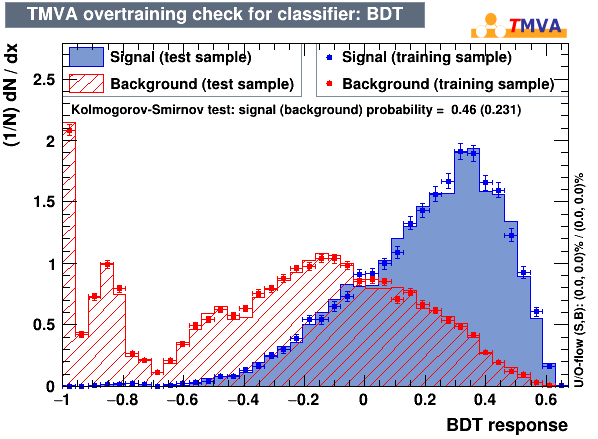 TMVA overtraining check for classifier: BDT
TMVA
Signal (test sample)
Background (test sample)
Signal (training sample)
Background (training sample)
Kolmogorov-Smirnov test: signal (background) probability = 0.46 (0.231)
(1/N) dN / dx
2.5
2
1.5
1
0.5
0
−1 −0.8 −0.6 −0.4 −0.2 0 0.2 0.4 0.6
BDT response
U/O-flow (S,B): (0.0, 0.0)% / (0.0, 0.0)%